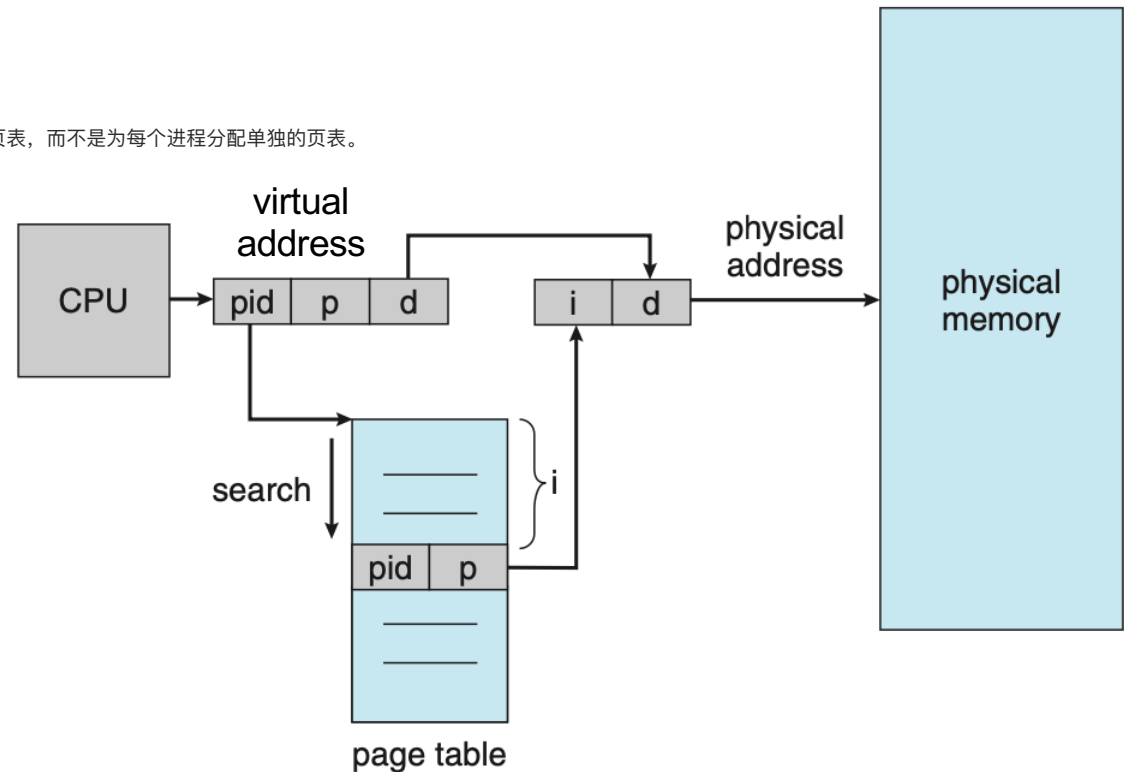 页表，而不是为每个进程分配单独的页表。
virtual
address
physical
address
CPU
pid
p
d
i
d
physical
memory
search
i
pid
p
page table